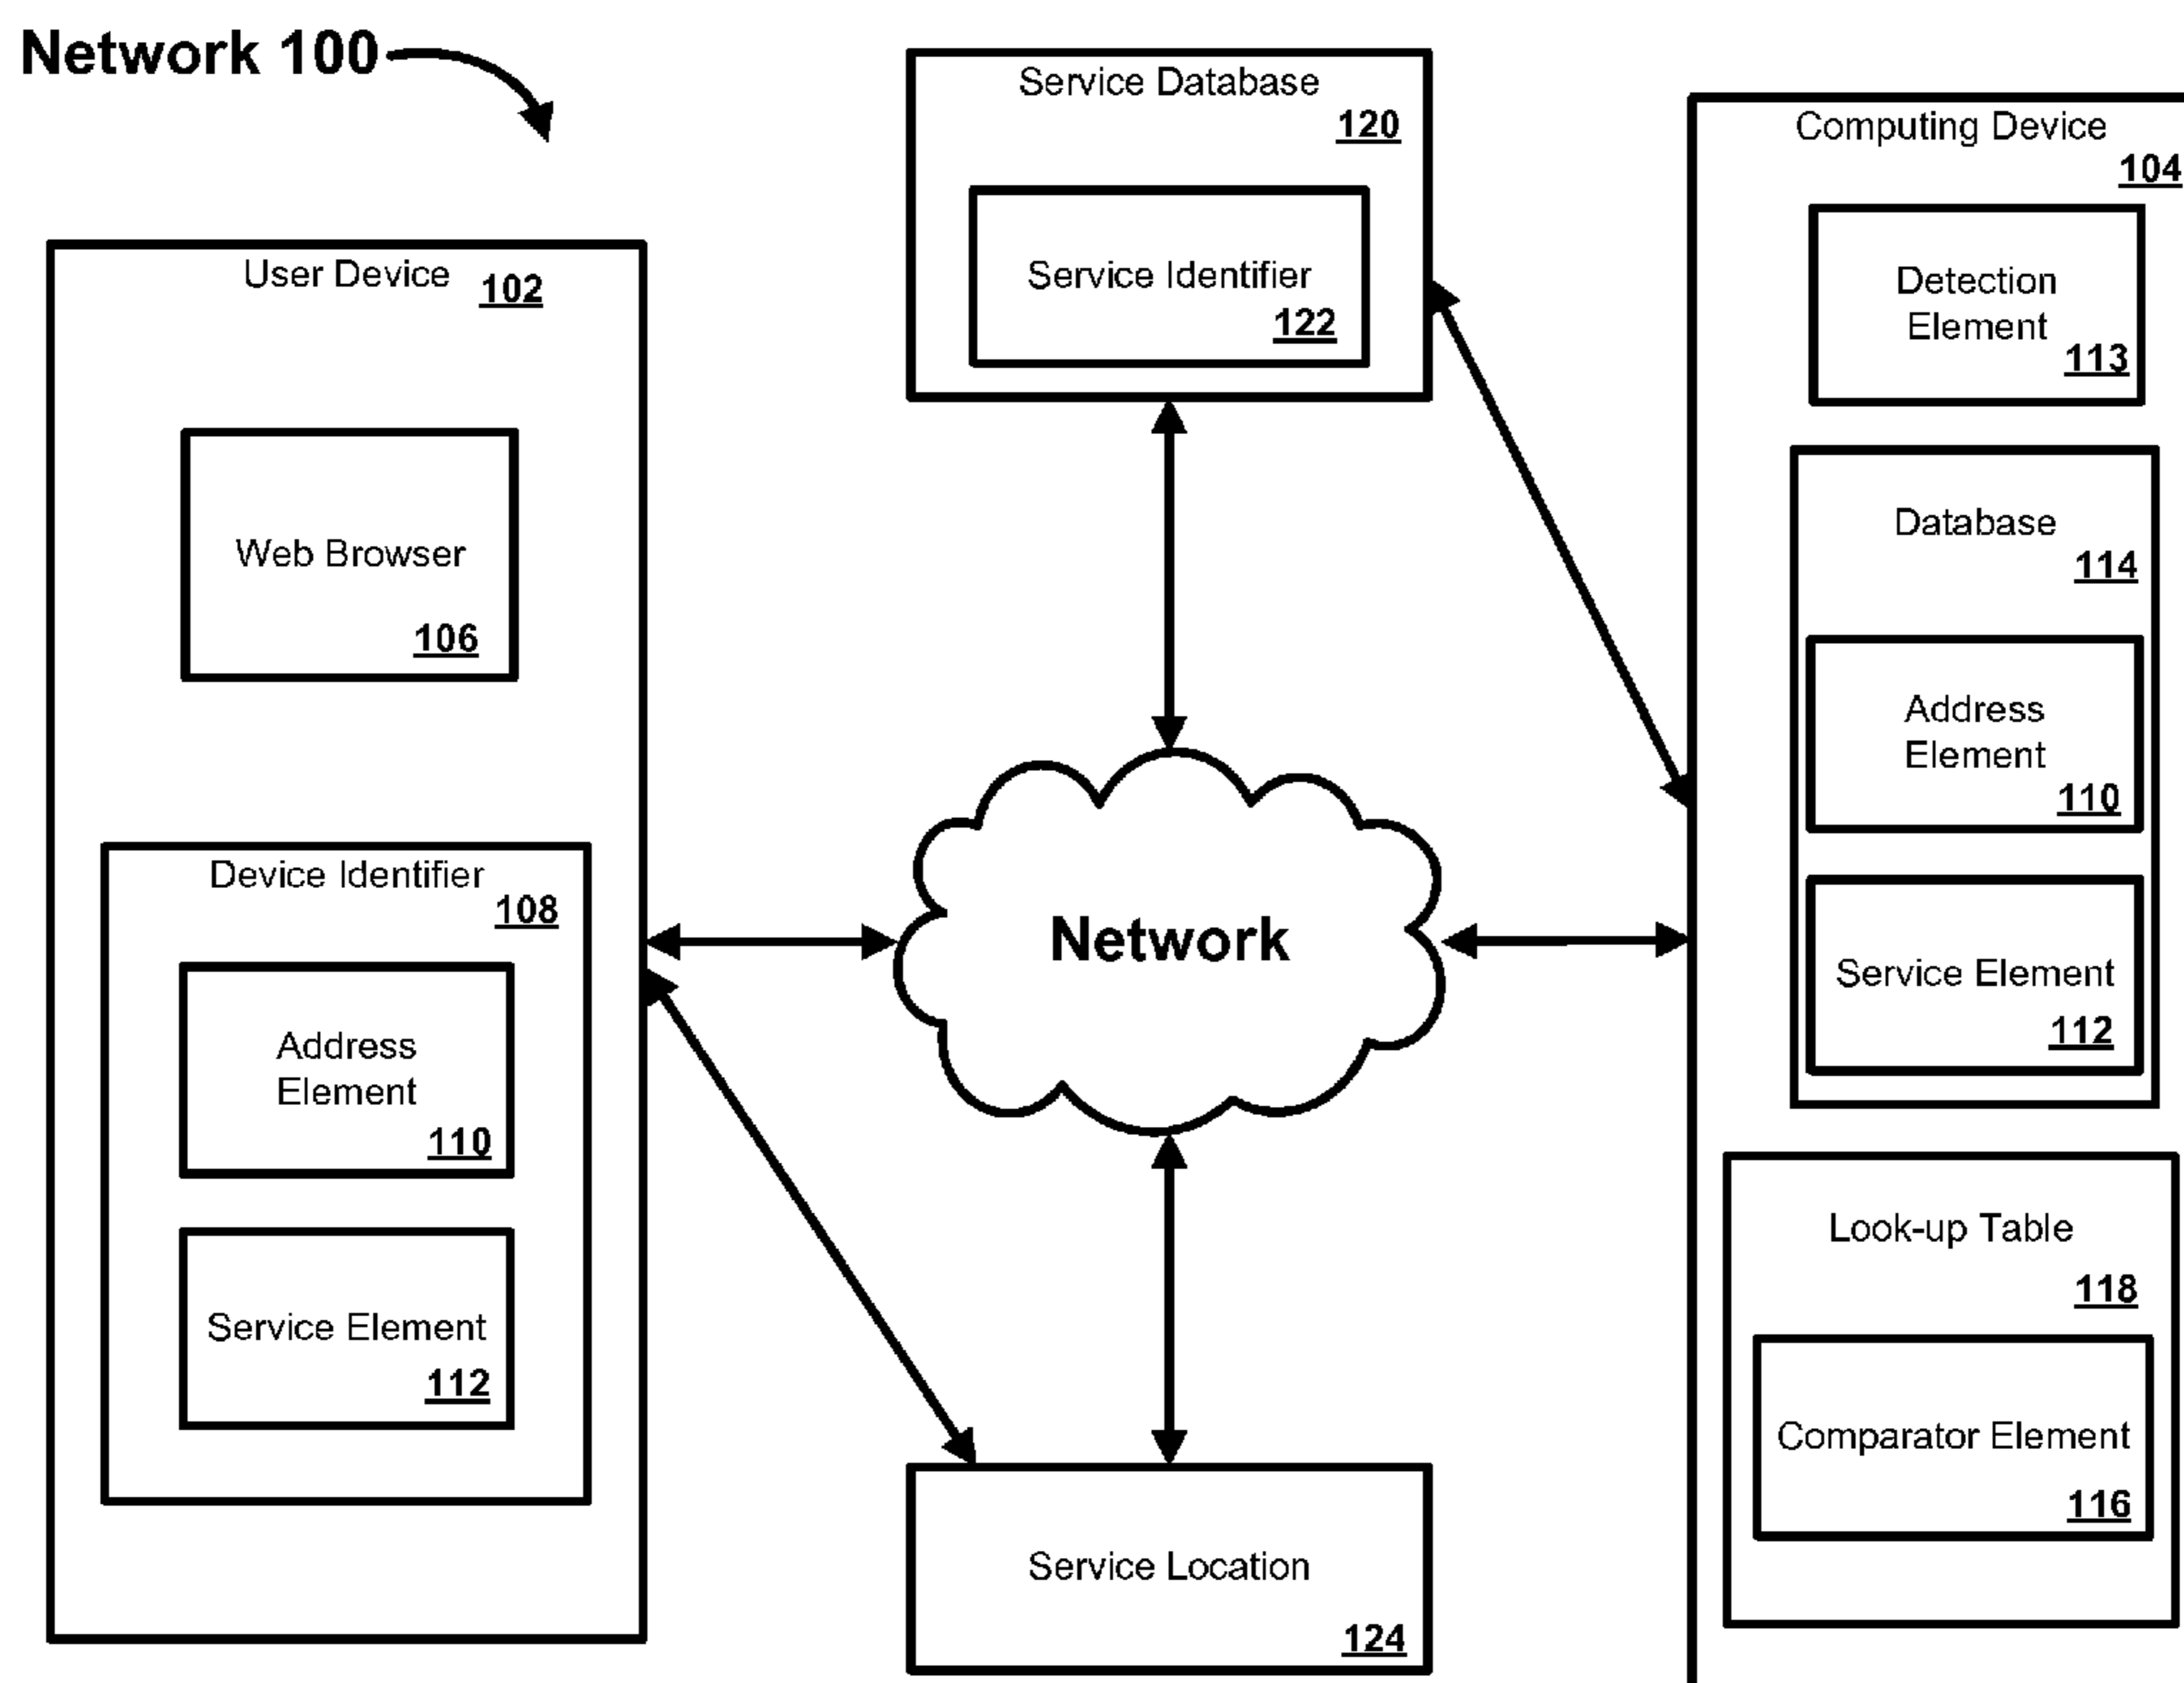 Network 100
User Device
102
Web Browser
106
Device Identifier
108
Address
Element
110
Service Element
112
Service Database
120
Service Identifier
122
Network
Service Location
124
Computing Device
104
Detection
Element
113
Database
114
Address
Element
110
Service Element
112
Look-up Table
118
Comparator Element
116